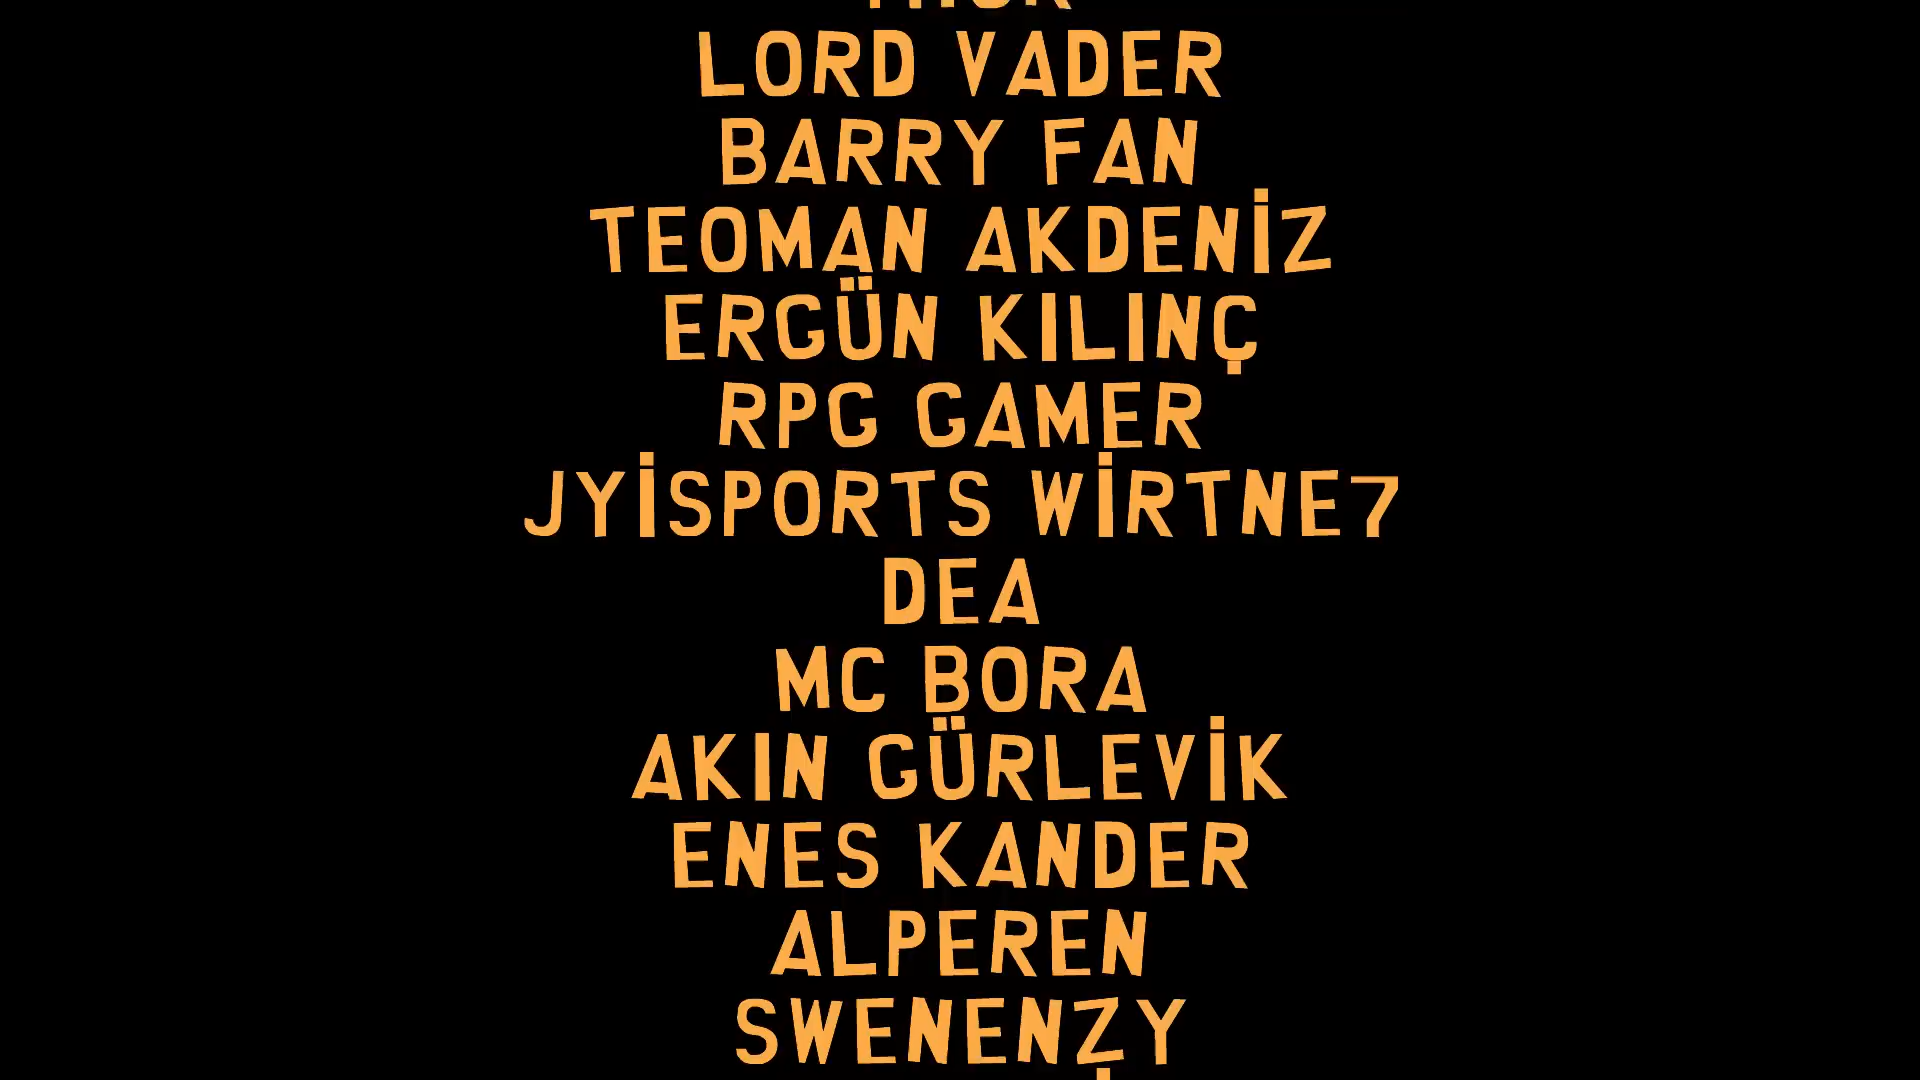 LORD VADER
BARRY FAN
TEOMAN AKDENİZ
ERGÜN KILINÇ
RPG GAMER
JYİSPORTS WİRTNE7
DEA
MC BORA
AKIN GÜRLEVİK
ENES KANDER
ALPEREN
SWENENZY